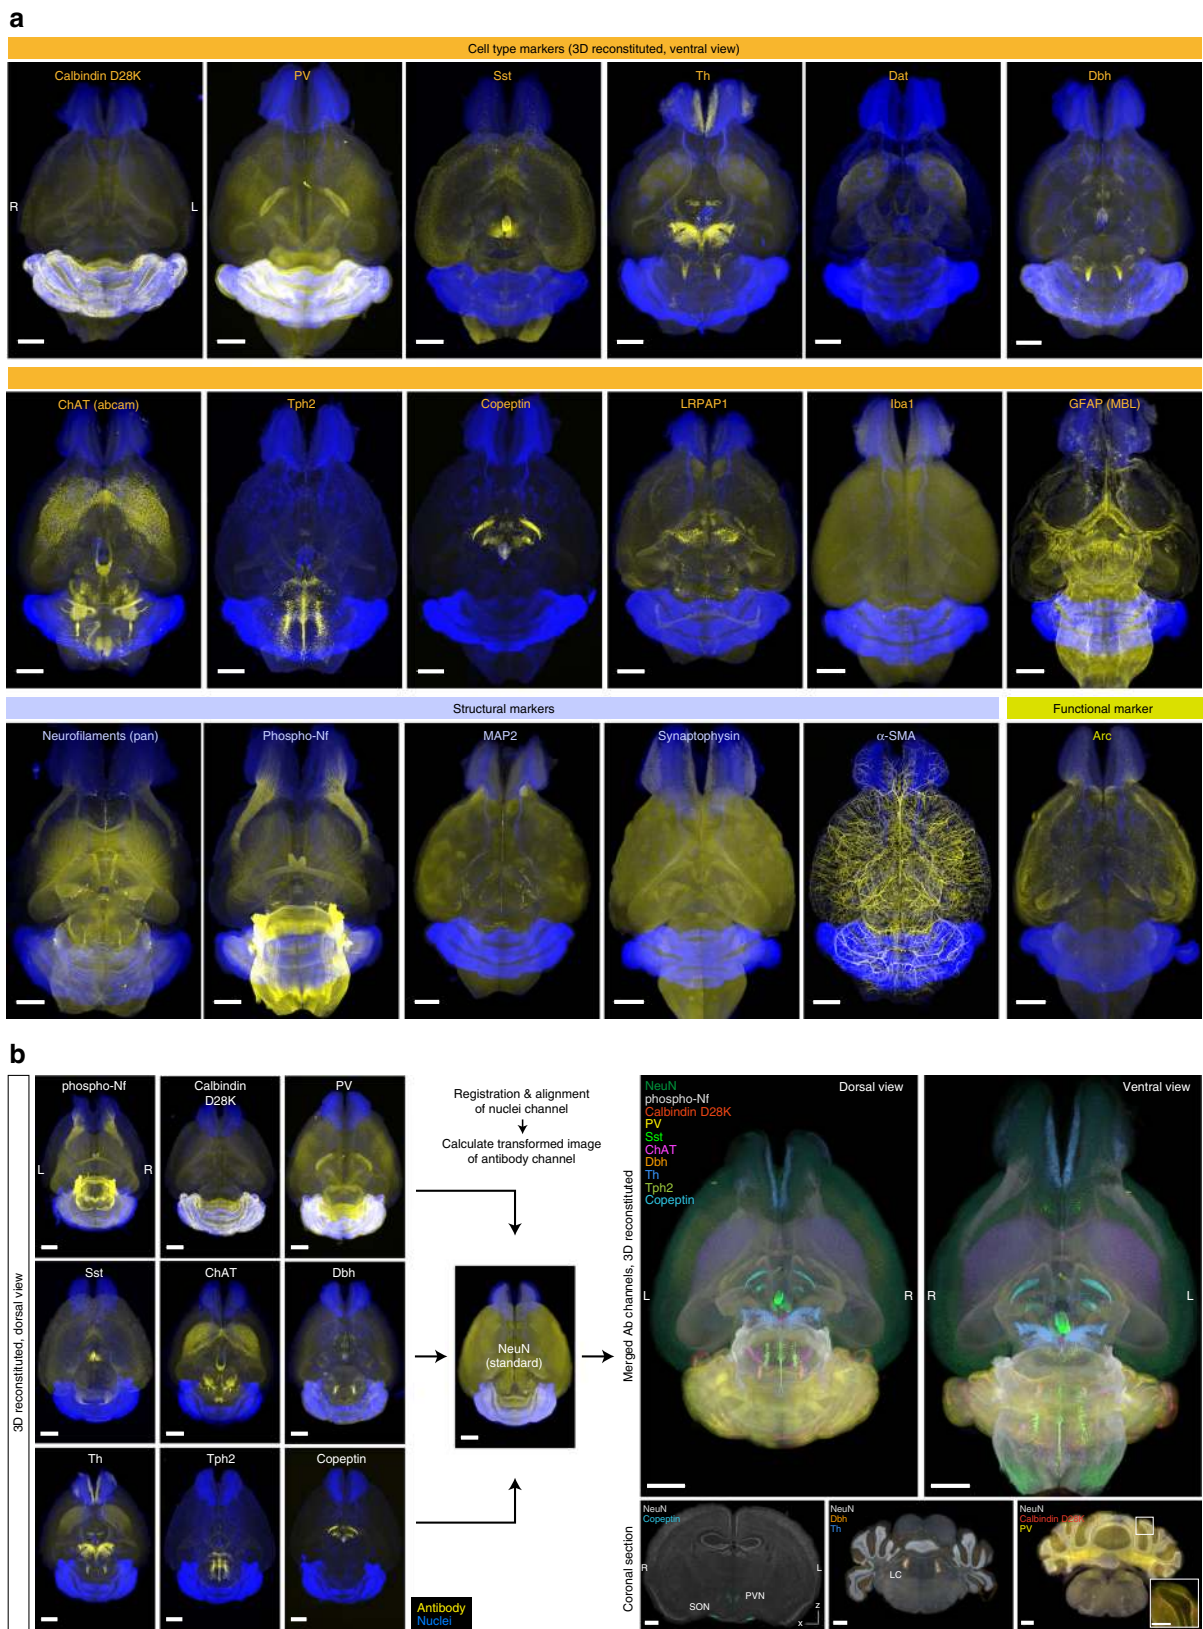 a
Cell type markers (3D reconstituted, ventral view)
Calbindin D28K
PV
Sst
Th
Dat
Dbh
R
L
ChAT (abcam)
Tph2
Copeptin
LRPAP1
Iba1
GFAP (MBL)
Structural markers
Functional marker
Neurofilaments (pan)
Phospho-Nf
MAP2
Synaptophysin
α-SMA
Arc
b
3D reconstituted, dorsal view
phospho-Nf
Calbindin
D28K
PV
L
R
Sst
ChAT
Dbh
Th
Tph2
Copeptin
Antibody
Nuclei
Registration & alignment
of nuclei channel
Calculate transformed image
of antibody channel
NeuN
(standard)
Merged Ab channels, 3D reconstituted
NeuN
phospho-Nf
Calbindin D28K
PV
Sst
ChAT
Dbh
Th
Tph2
Copeptin
Dorsal view
L
R
Ventral view
R
L
Coronal section
NeuN
Copeptin
R
L
SON
PVN
z
x
NeuN
Dbh
Th
LC
NeuN
Calbindin D28K
PV